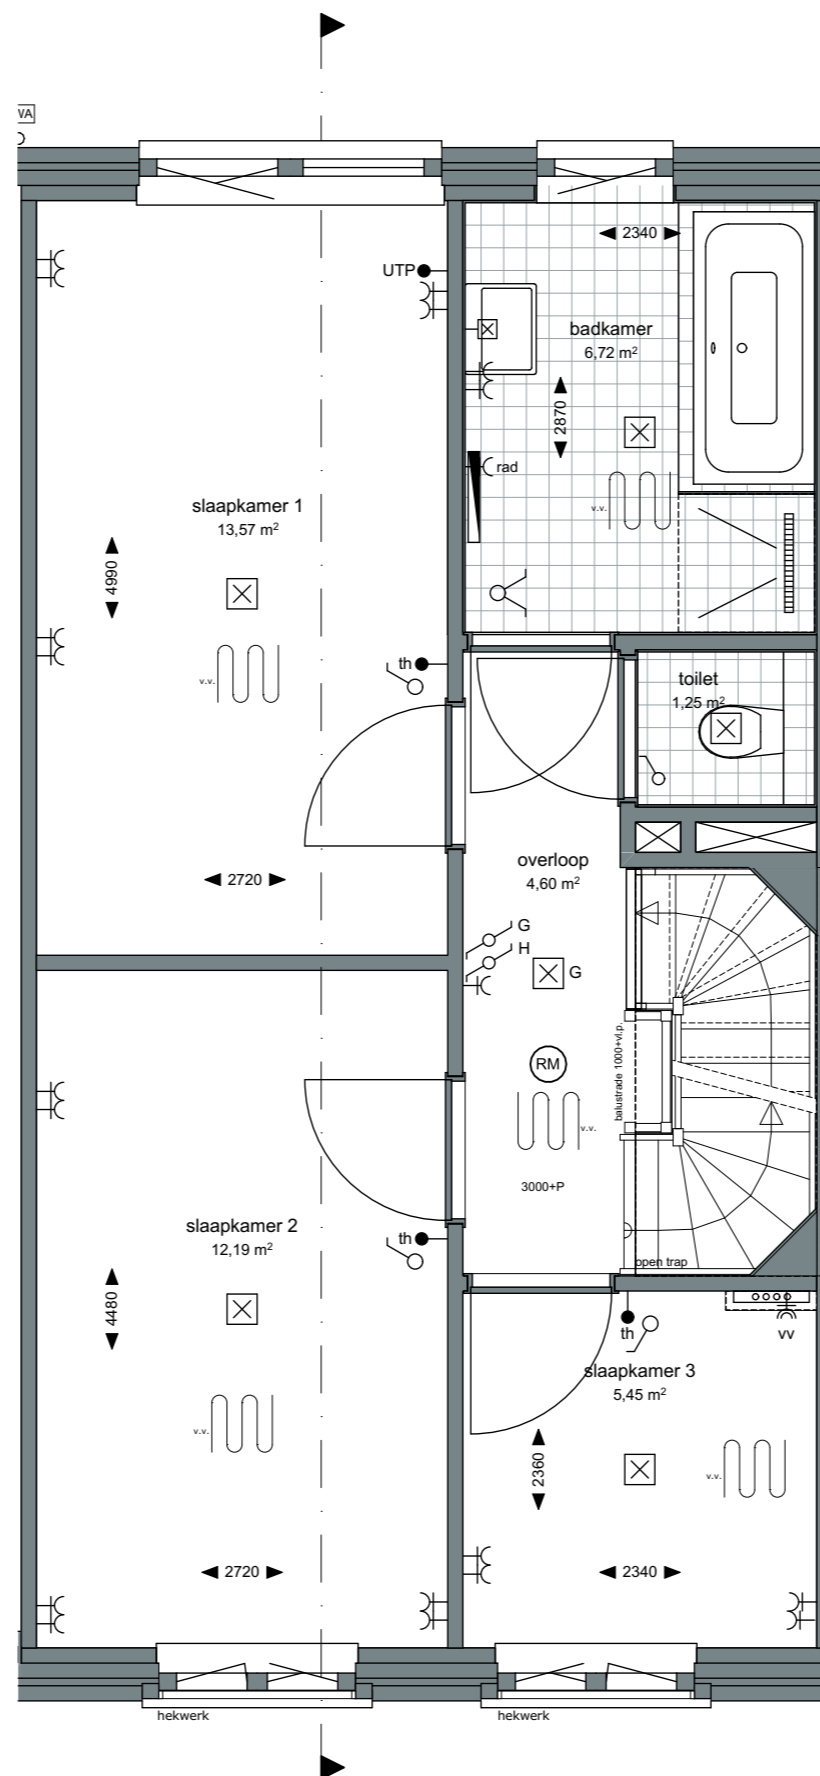 WA
2340
UTP
badkamer
6,72 m²
2870
rad
v.v.
slaapkamer 1
13,57 m²
4990
v.v.
th
toilet
1,25 m²
2720
overloop
4,60 m²
G
H
G
RM
balustrade 1000+vl.p.
v.v.
3000+P
slaapkamer 2
12,19 m²
th
open trap
4480
th
vv
slaapkamer 3
5,45 m²
v.v.
2360
v.v.
2720
2340
hekwerk
hekwerk